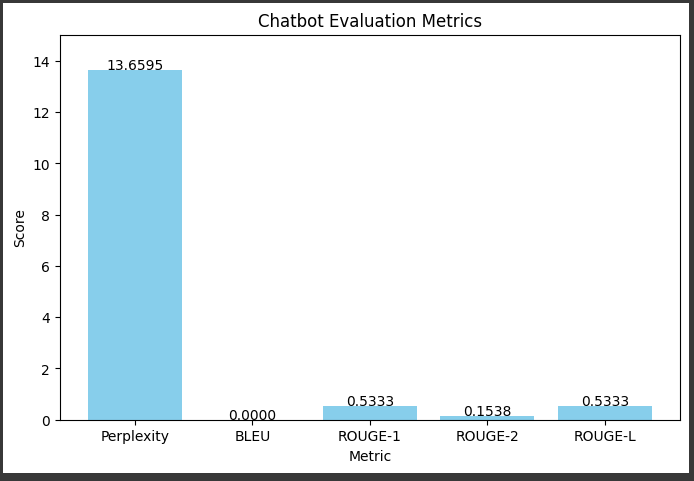 Chatbot Evaluation Metrics
Score
14
12
10
8
6
4
2
0
13.6595
0.0000
0.5333
0.1538
0.5333
Perplexity
BLEU
ROUGE-1
ROUGE-2
ROUGE-L
Metric